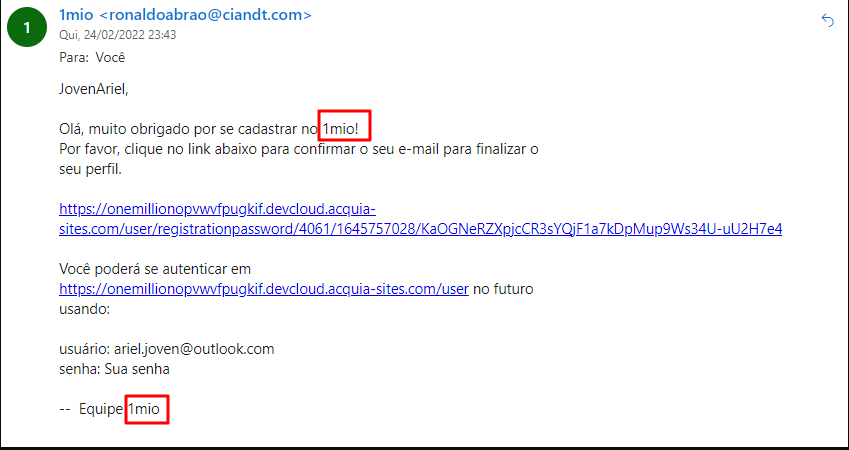 1
1mio <ronaldoabrao@ciandt.com>
Qui, 24/02/2022 23:43
Para: Você
JovenAriel,
Olá, muito obrigado por se cadastrar no 1mio!
Por favor, clique no link abaixo para confirmar o seu e-mail para finalizar o
seu perfil.
https://onemillionopvwvfpugkif.devcloud.acquia-
sites.com/user/registrationpassword/4061/1645757028/KaOGNeRZXpjcCR3sYQjF1a7kDpMup9Ws34U-uU2H7e4
Você poderá se autenticar em
https://onemillionopvwvfpugkif.devcloud.acquia-sites.com/user no futuro
usando:
usuário: ariel.joven@outlook.com
senha: Sua senha
-- Equipe 1mio